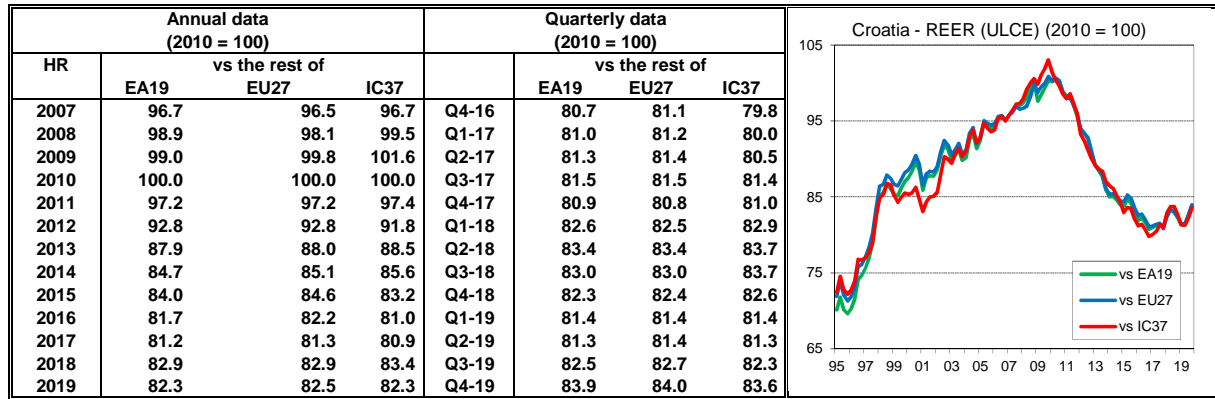 Annual data
(2010 = 100)
Quarterly data
(2010 = 100)
HR vs the rest of vs the rest of
EA19 EU27 IC37 EA19 EU27 IC37
2007 96.7 96.5 96.7 Q4-16 80.7 81.1 79.8
2008 98.9 98.1 99.5 Q1-17 81.0 81.2 80.0
2009 99.0 99.8 101.6 Q2-17 81.3 81.4 80.5
2010 100.0 100.0 100.0 Q3-17 81.5 81.5 81.4
2011 97.2 97.2 97.4 Q4-17 80.9 80.8 81.0
2012 92.8 92.8 91.8 Q1-18 82.6 82.5 82.9
2013 87.9 88.0 88.5 Q2-18 83.4 83.4 83.7
2014 84.7 85.1 85.6 Q3-18 83.0 83.0 83.7
2015 84.0 84.6 83.2 Q4-18 82.3 82.4 82.6
2016 81.7 82.2 81.0 Q1-19 81.4 81.4 81.4
2017 81.2 81.3 80.9 Q2-19 81.3 81.4 81.3
2018 82.9 82.9 83.4 Q3-19 82.5 82.7 82.3
2019 82.3 82.5 82.3 Q4-19 83.9 84.0 83.6
Croatia - REER (ULCE) (2010 = 100)
105
95
85
75
65
vs EA19
vs EU27
vs IC37
95 97 99 01 03 05 07 09 11 13 15 17 19